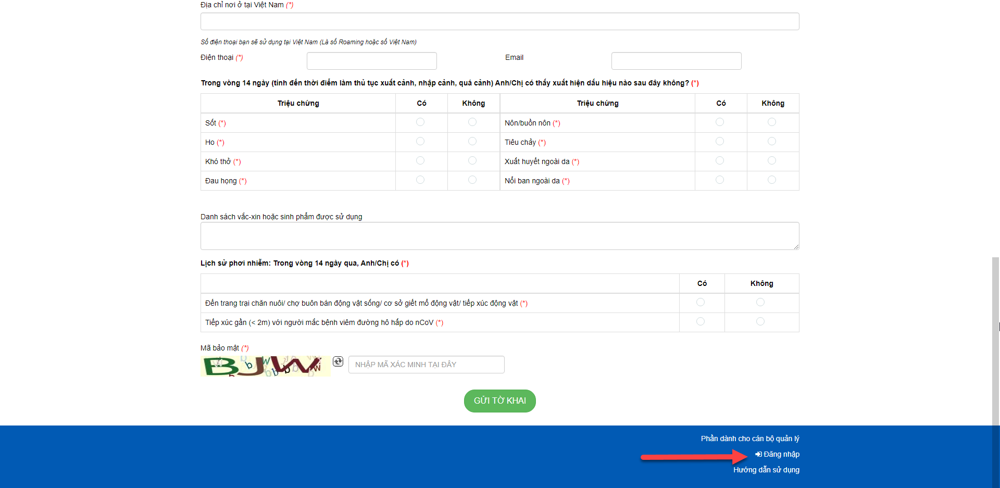 Địa chỉ nơi ở tại Việt Nam (*)
Số điện thoại bạn sẽ sử dụng tại Việt Nam (Là số Roaming hoặc số Việt Nam)
Điện thoại (*) Email
Trong vòng 14 ngày (tính đến thời điểm làm thủ tục xuất cảnh, nhập cảnh, quá cảnh) Anh/Chị có thấy xuất hiện dấu hiệu nào sau đây không? (*)
Triệu chứng Có Không Triệu chứng Có Không
Sốt (*) Nôn/buồn nôn (*)
Ho (*) Tiêu chảy (*)
Khó thở (*) Xuất huyết ngoài da (*)
Đau họng (*) Nổi ban ngoài da (*)
Danh sách vắc-xin hoặc sinh phẩm được sử dụng
Lịch sử phơi nhiễm: Trong vòng 14 ngày qua, Anh/Chị có (*)
Có Không
Đến trang trại chăn nuôi/ chợ buôn bán động vật sống/ cơ sở giết mổ động vật/ tiếp xúc động vật (*)
Tiếp xúc gần (< 2m) với người mắc bệnh viêm đường hô hấp do nCoV (*)
Mã bảo mật (*)
BJW NHẬP MÃ XÁC MINH TẠI ĐÂY
GỬI TỜ KHAI
Phần dành cho cán bộ quản lý
Đăng nhập
Hướng dẫn sử dụng